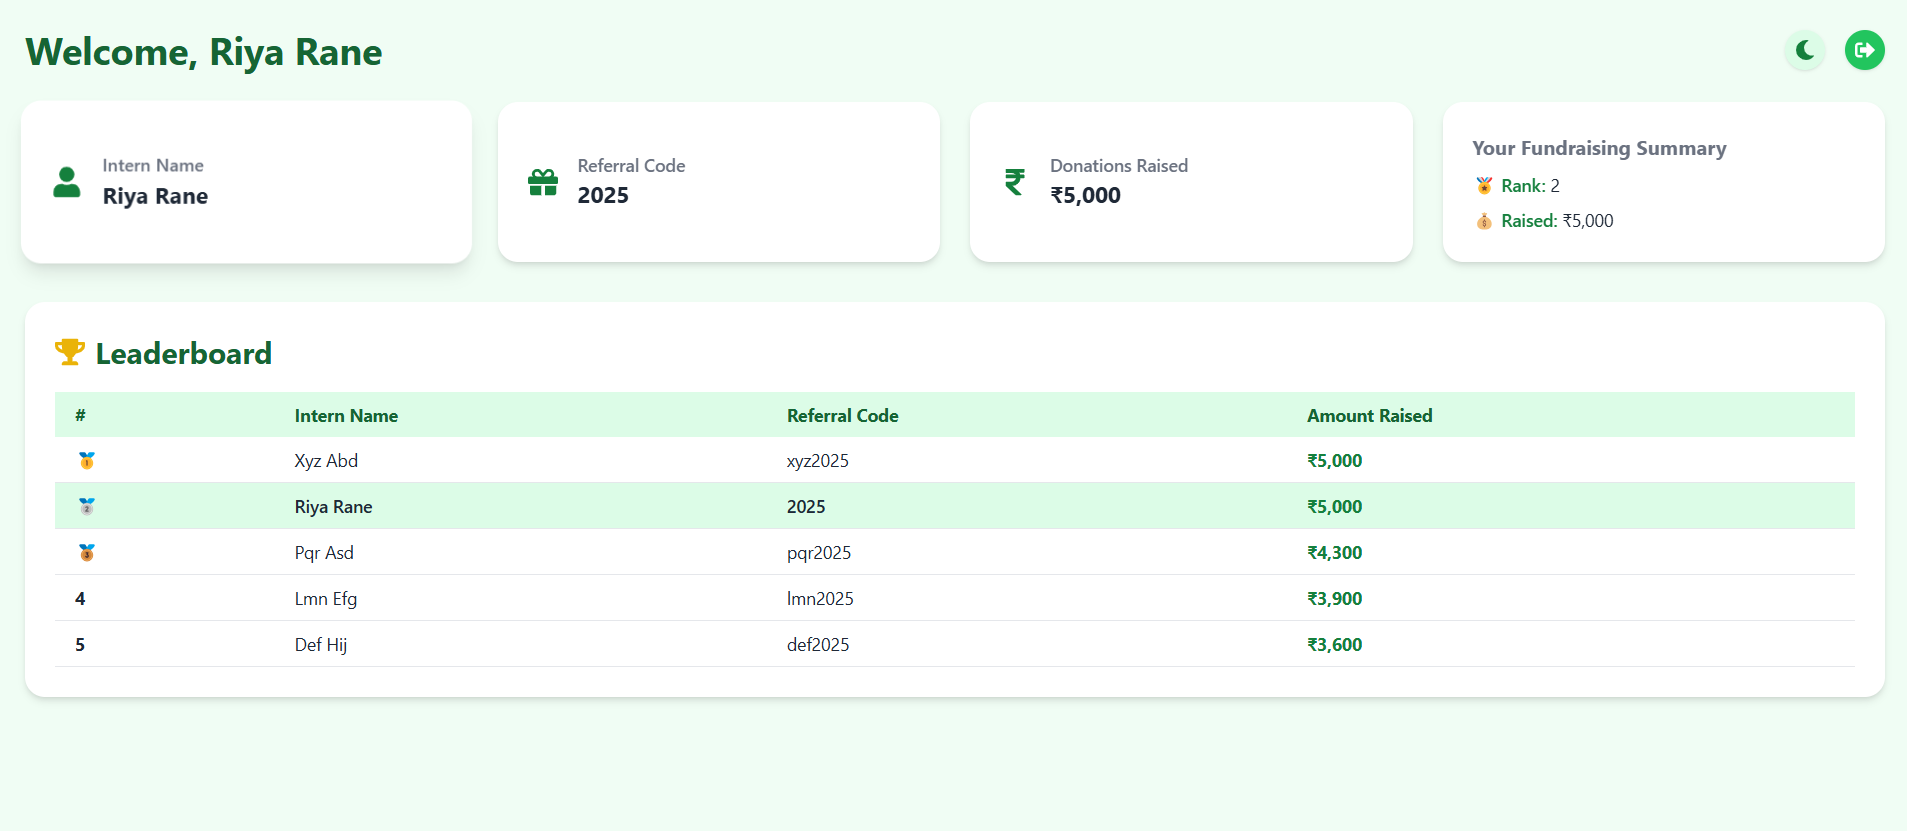 Welcome, Riya Rane
Intern Name
Riya Rane
Referral Code
2025
Donations Raised
₹5,000
Your Fundraising Summary
Rank: 2
Raised: ₹5,000
Leaderboard
# Intern Name Referral Code Amount Raised
1 Xyz Abd xyz2025 ₹5,000
2 Riya Rane 2025 ₹5,000
3 Pqr Asd pqr2025 ₹4,300
4 Lmn Efg lmn2025 ₹3,900
5 Def Hij def2025 ₹3,600